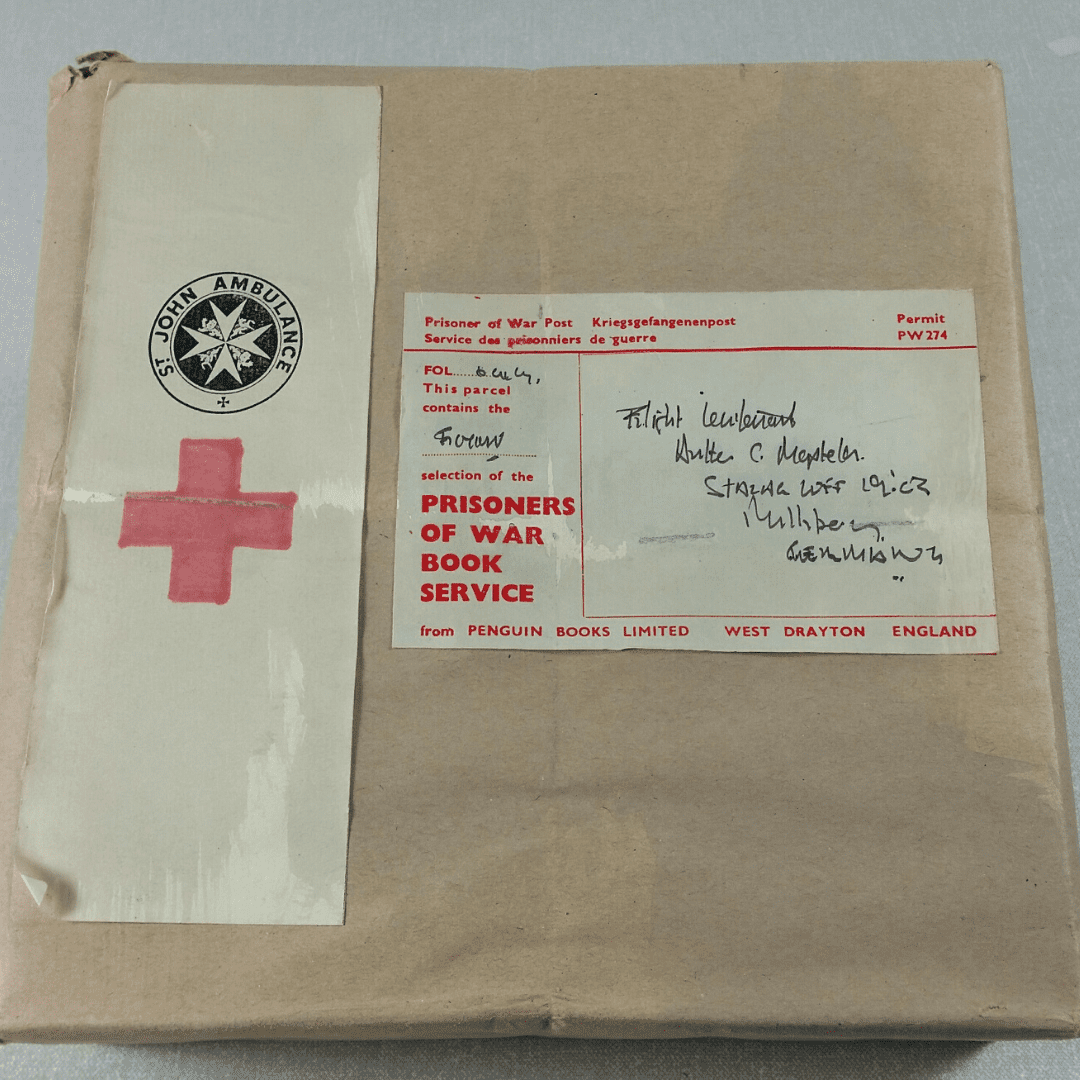 ST JOHN AMBULANCE
Prisoner of War Post Kriegsgefangenenpost
Service des prisonniers de guerre
Permit
PW 274
FOL
This parcel
contains the
selection of the
PRISONERS
OF WAR
BOOK
SERVICE
Flight
C.
STALAG
GERMANY
from PENGUIN BOOKS LIMITED WEST DRAYTON ENGLAND